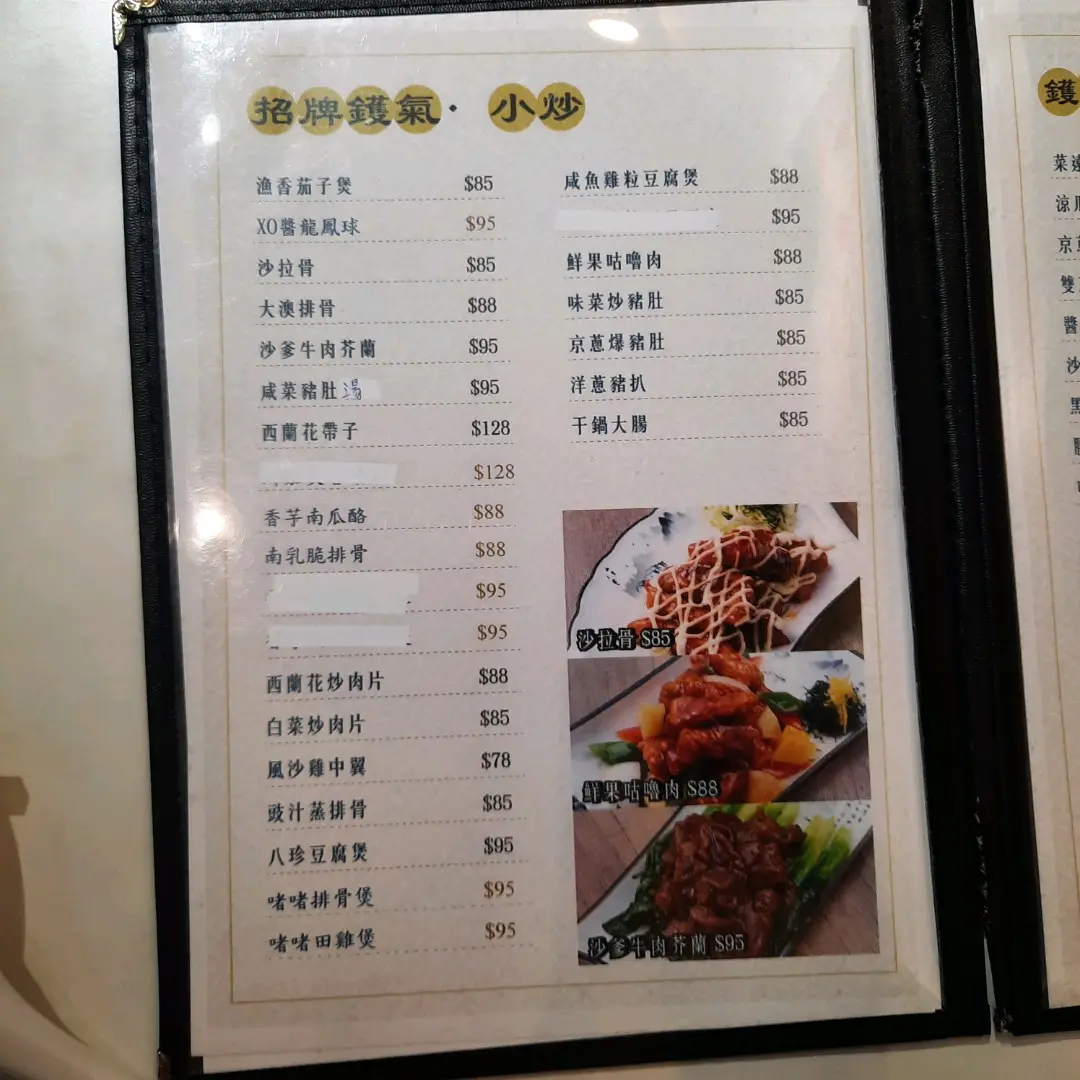 招牌鑊氣・小炒
漁香茄子煲 $85
XO醬龍鳳球 $95
沙拉骨 $85
大澳排骨 $88
沙爹牛肉芥蘭 $95
咸菜豬肚湯 $95
西蘭花帶子 $128
$128
香芋南瓜酪 $88
南乳脆排骨 $88
$95
$95
西蘭花炒肉片 $88
白菜炒肉片 $85
風沙雞中翼 $78
豉汁蒸排骨 $85
八珍豆腐煲 $95
啫啫排骨煲 $95
啫啫田雞煲 $95
咸魚雞粒豆腐煲 $88
$95
鮮果咕嚕肉 $88
味菜炒豬肚 $85
京蔥爆豬肚 $85
洋蔥豬扒 $85
干鍋大腸 $85
沙拉骨 $85
鮮果咕嚕肉 $88
沙爹牛肉芥蘭 $95
鑊
菜
涼
京
雙
醬
沙